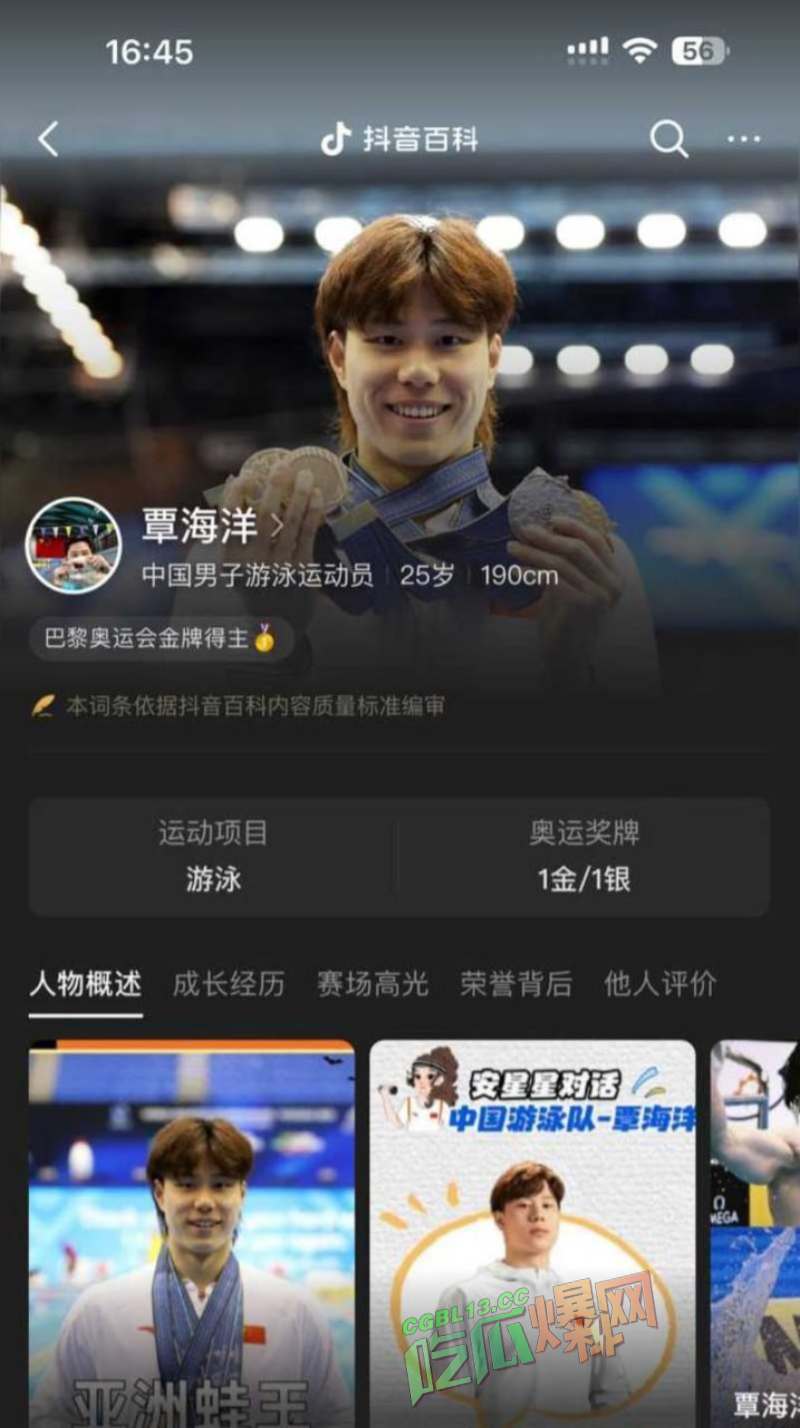 16:45
56
抖音百科
覃海洋
中国男子游泳运动员 25岁 190cm
巴黎奥运会金牌得主🥇
本词条依据抖音百科内容质量标准编审
运动项目 奥运奖牌
游泳 1金/1银
人物概述 成长经历 赛场高光 荣誉背后 他人评价
安星星对话
中国游泳队-覃海洋
OMEGA
CGBL13.CC
吃瓜爆料网
亚洲蛙王
覃海洋